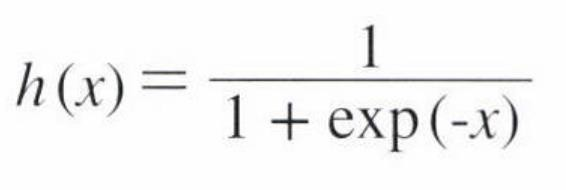 h(x) = 1 / (1 + exp(-x))